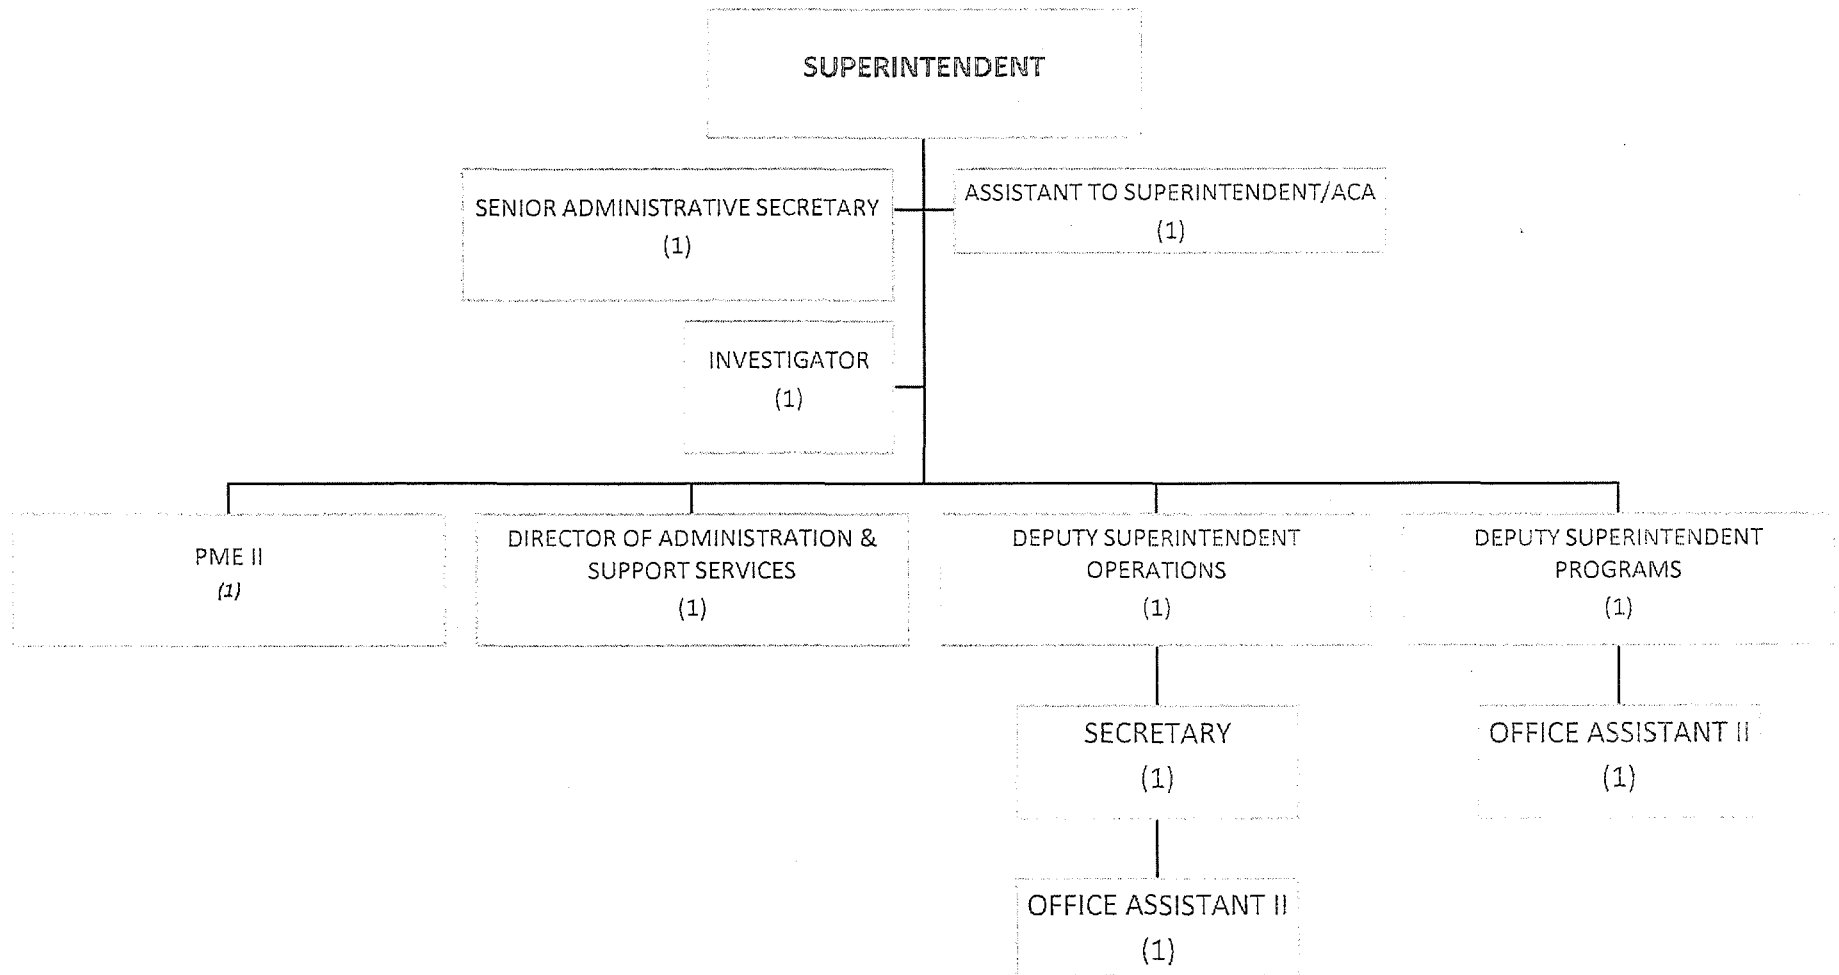 SUPERINTENDENT
SENIOR ADMINISTRATIVE SECRETARY
(1)
ASSISTANT TO SUPERINTENDENT/ACA
(1)
INVESTIGATOR
(1)
PME II
(1)
DIRECTOR OF ADMINISTRATION &
SUPPORT SERVICES
(1)
DEPUTY SUPERINTENDENT
OPERATIONS
(1)
DEPUTY SUPERINTENDENT
PROGRAMS
(1)
SECRETARY
(1)
OFFICE ASSISTANT II
(1)
OFFICE ASSISTANT II
(1)